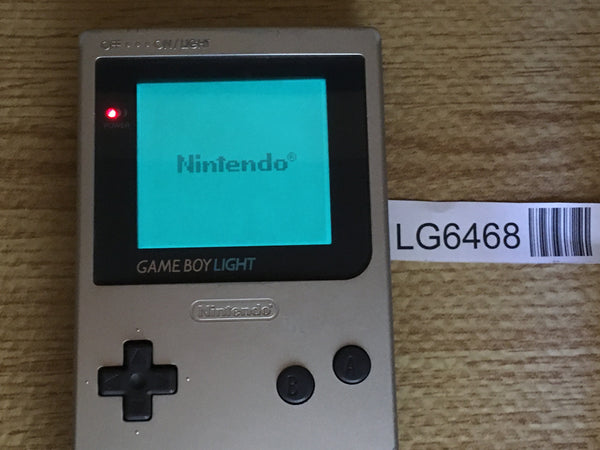 OFF · · · ON/LIGHT
POWER
Nintendo®
LG6468
GAME BOY LIGHT
Nintendo
B
A